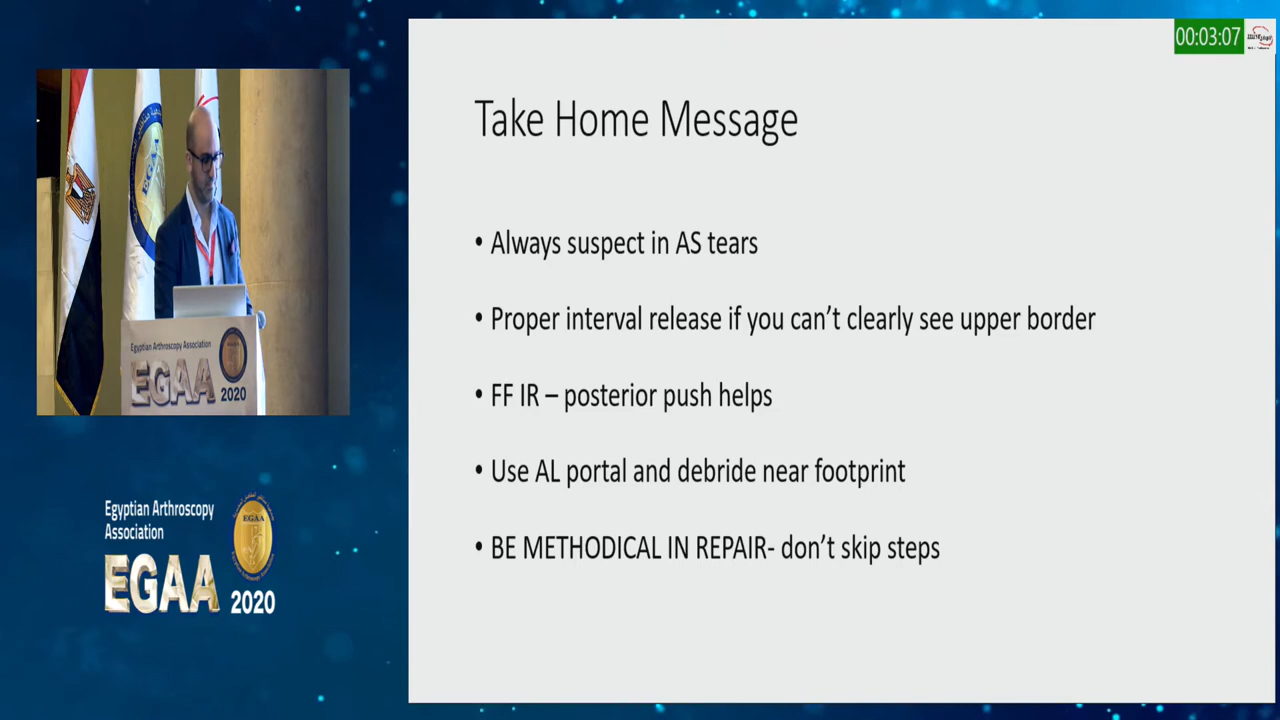 00:03:07
Take Home Message
• Always suspect in AS tears
• Proper interval release if you can’t clearly see upper border
• FF IR – posterior push helps
• Use AL portal and debride near footprint
• BE METHODICAL IN REPAIR- don’t skip steps
EGAA
Egyptian Arthroscopy Association
EGAA
2020
Egyptian Arthroscopy
Association
EGAA
EGAA
2020